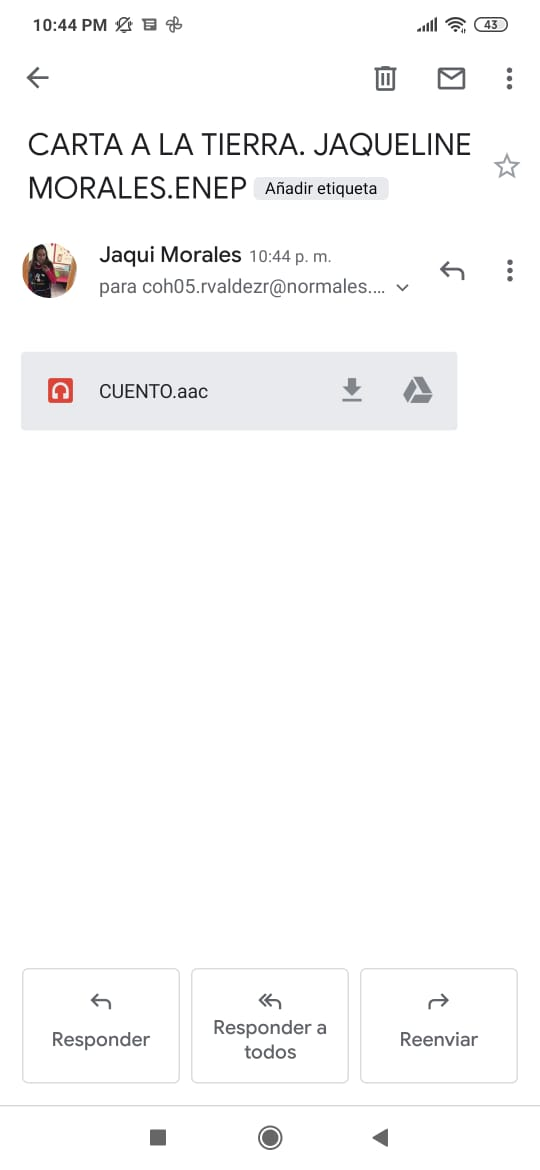 10:44 PM 43
CARTA A LA TIERRA. JAQUELINE
MORALES.ENEP Añadir etiqueta
Jaqui Morales 10:44 p. m.
para coh05.rvaldezr@normales....
CUENTO.aac
Responder
Responder a
todos
Reenviar